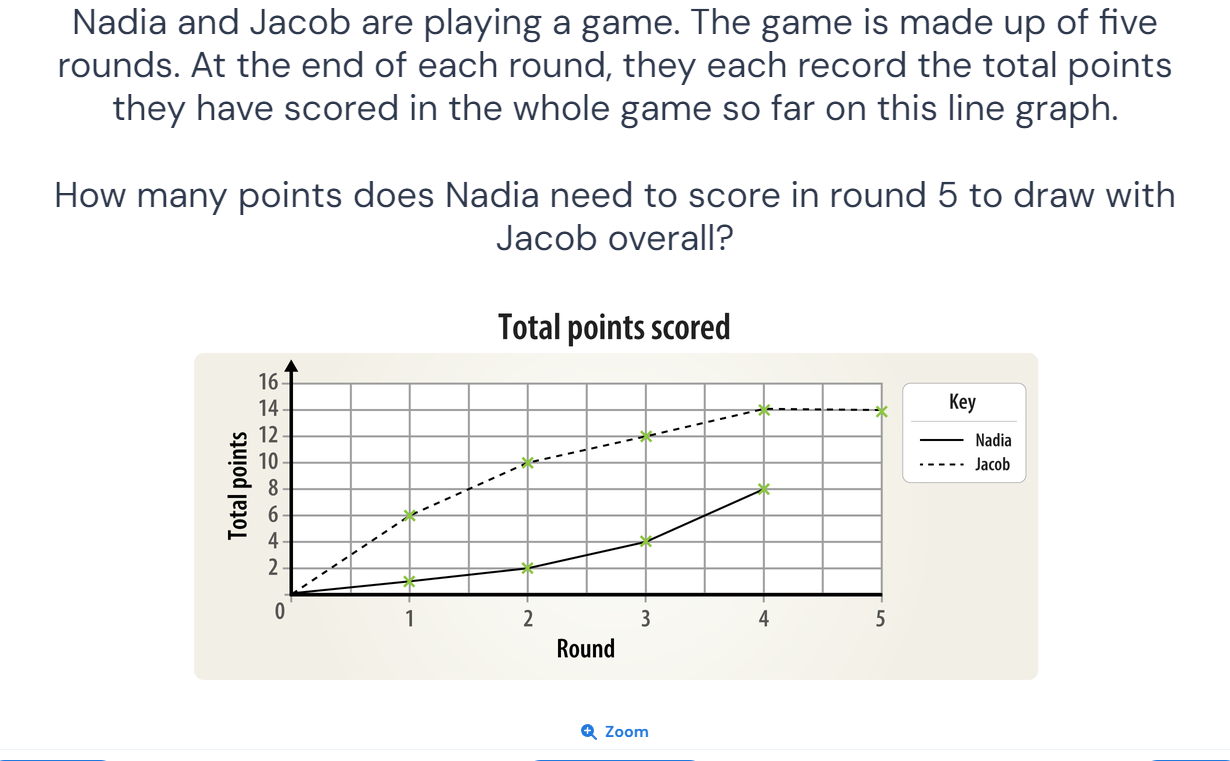 Nadia and Jacob are playing a game. The game is made up of five
rounds. At the end of each round, they each record the total points
they have scored in the whole game so far on this line graph.
How many points does Nadia need to score in round 5 to draw with
Jacob overall?
Total points scored
16
14
12
10
8
6
4
2
0
Total points
1 2 3 4 5
Round
Key
Nadia
Jacob
Zoom